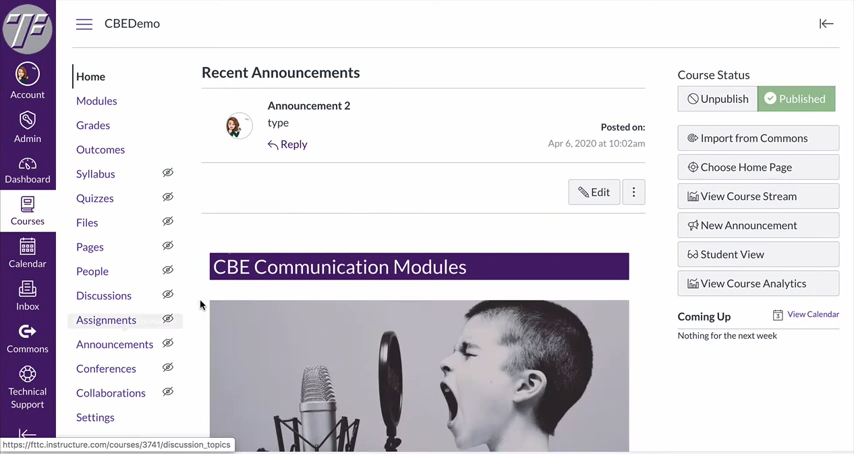 CBEDemo
Account
Admin
Dashboard
Courses
Calendar
Inbox
Commons
Technical
Support
Home
Modules
Grades
Outcomes
Syllabus
Quizzes
Files
Pages
People
Discussions
Assignments
Announcements
Conferences
Collaborations
Settings
Recent Announcements
Announcement 2
type
Reply
Posted on:
Apr 6, 2020 at 10:02am
Edit
CBE Communication Modules
Course Status
Unpublish
Published
Import from Commons
Choose Home Page
View Course Stream
New Announcement
Student View
View Course Analytics
Coming Up
View Calendar
Nothing for the next week
https://fttc.instructure.com/courses/3741/discussion_topics